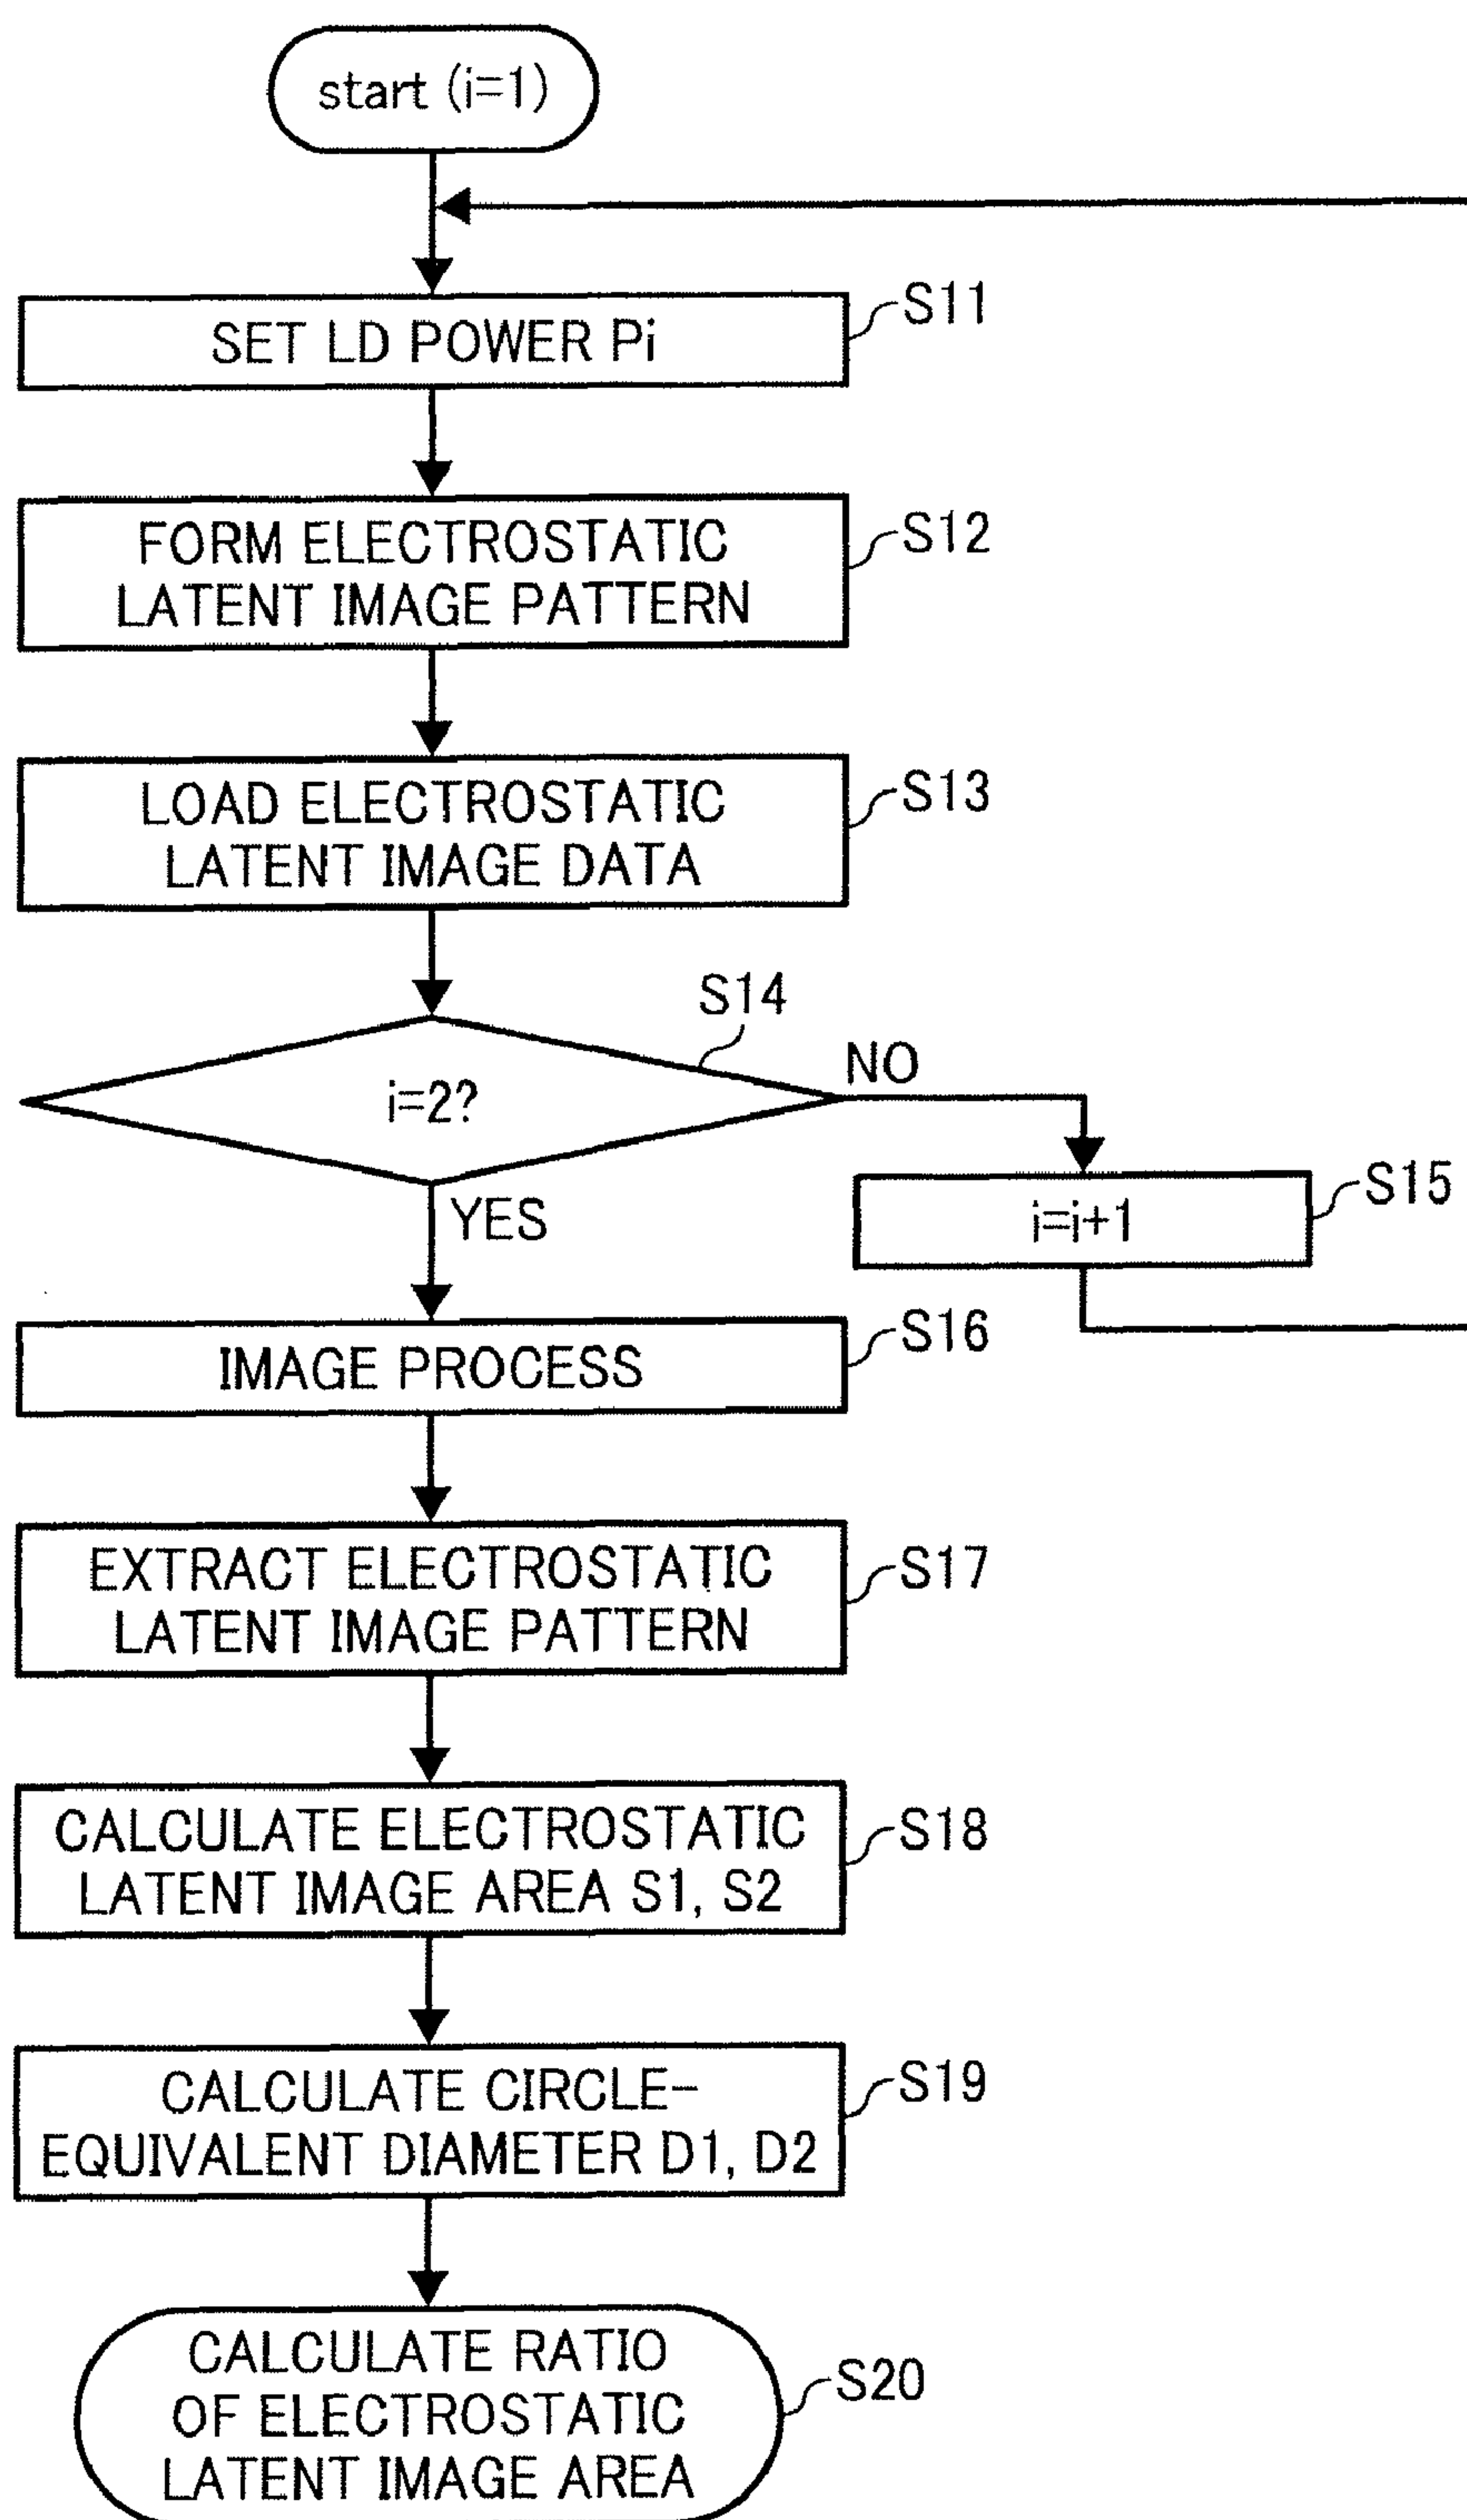 start (i=1)
SET LD POWER Pi
S11
FORM ELECTROSTATIC
LATENT IMAGE PATTERN
S12
LOAD ELECTROSTATIC
LATENT IMAGE DATA
S13
S14
i=2?
NO
YES
i=i+1
S15
IMAGE PROCESS
S16
EXTRACT ELECTROSTATIC
LATENT IMAGE PATTERN
S17
CALCULATE ELECTROSTATIC
LATENT IMAGE AREA S1, S2
S18
CALCULATE CIRCLE-
EQUIVALENT DIAMETER D1, D2
S19
CALCULATE RATIO
OF ELECTROSTATIC
LATENT IMAGE AREA
S20